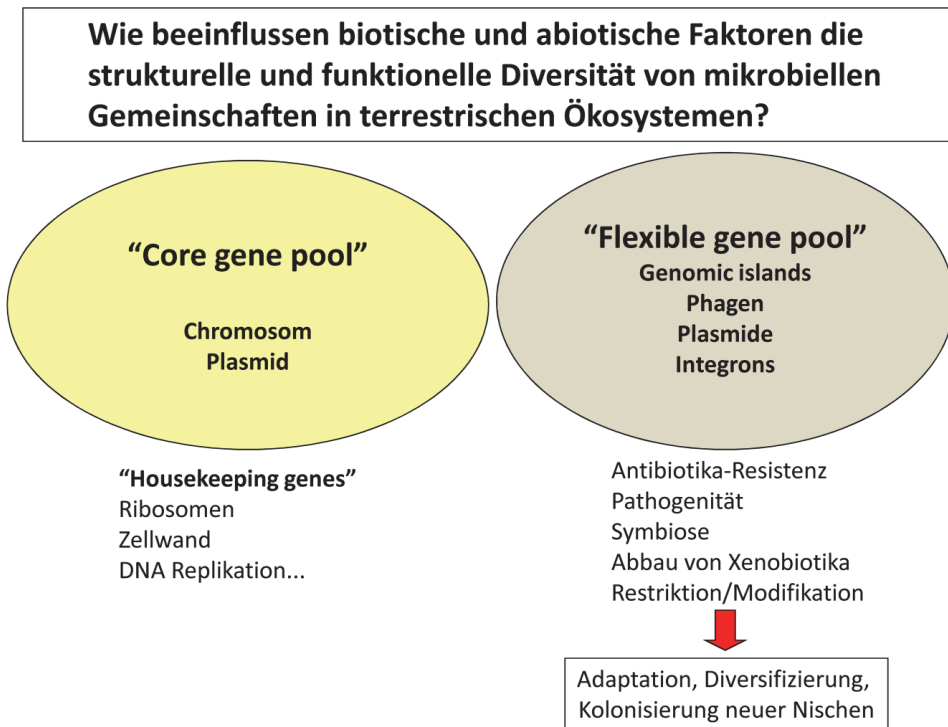 Wie beeinflussen biotische und abiotische Faktoren die
strukturelle und funktionelle Diversität von mikrobiellen
Gemeinschaften in terrestrischen Ökosystemen?
“Core gene pool”
Chromosom
Plasmid
“Housekeeping genes”
Ribosomen
Zellwand
DNA Replikation...
“Flexible gene pool”
Genomic islands
Phagen
Plasmide
Integrons
Antibiotika-Resistenz
Pathogenität
Symbiose
Abbau von Xenobiotika
Restriktion/Modifikation
Adaptation, Diversifizierung,
Kolonisierung neuer Nischen